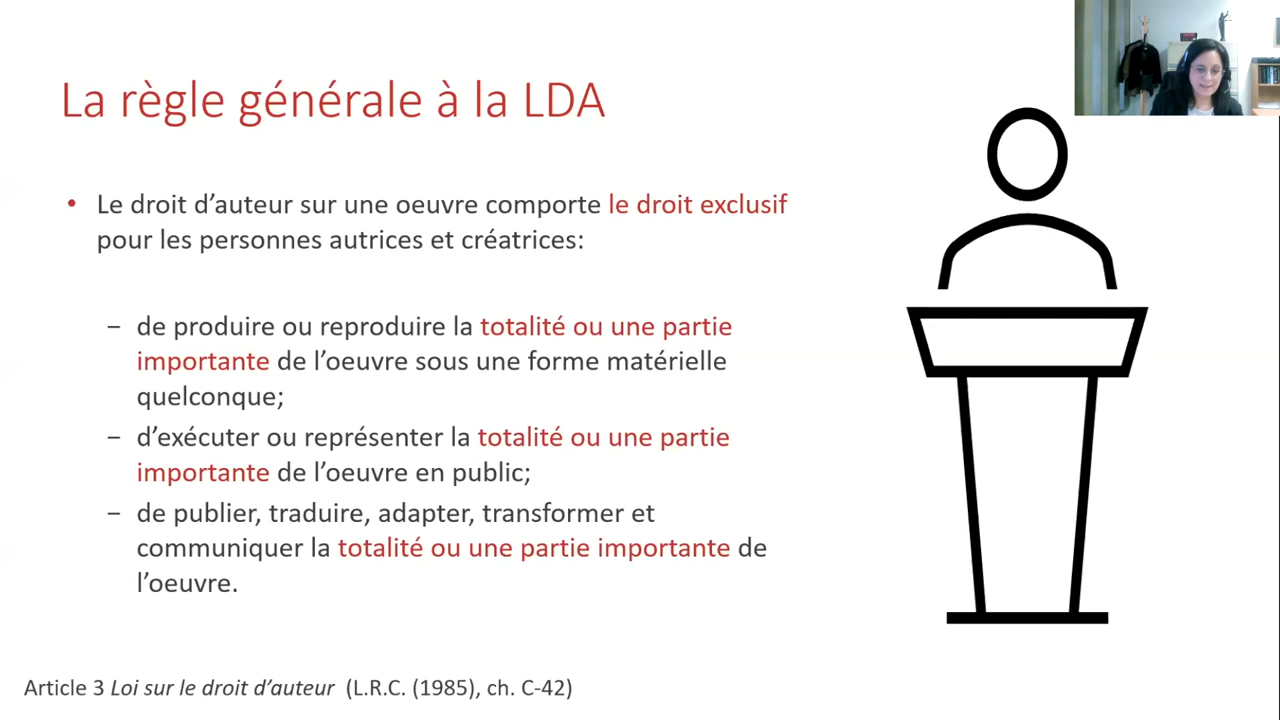 La règle générale à la LDA
• Le droit d’auteur sur une oeuvre comporte le droit exclusif
pour les personnes autrices et créatrices:
− de produire ou reproduire la totalité ou une partie
importante de l’oeuvre sous une forme matérielle
quelconque;
− d’exécuter ou représenter la totalité ou une partie
importante de l’oeuvre en public;
− de publier, traduire, adapter, transformer et
communiquer la totalité ou une partie importante de
l’oeuvre.
Article 3 Loi sur le droit d’auteur (L.R.C. (1985), ch. C-42)